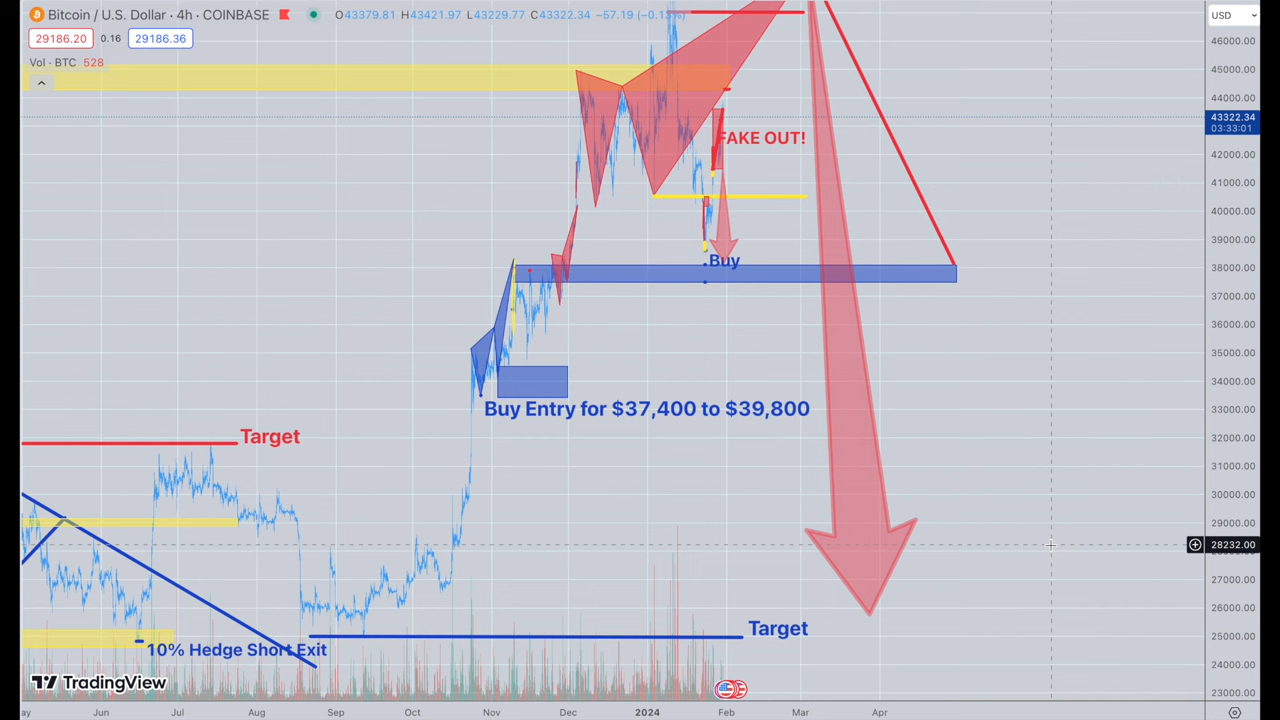 Bitcoin / U.S. Dollar · 4h · COINBASE O43379.81 H43421.97 L43229.77 C43322.34 −57.19 (−0.13%)
USD
29186.20 0.16 29186.36
Vol · BTC 528
46000.00
45000.00
44000.00
43322.34
03:33:01
FAKE OUT!
42000.00
41000.00
40000.00
39000.00
Buy
38000.00
37000.00
36000.00
35000.00
34000.00
Buy Entry for $37,400 to $39,800
33000.00
Target
32000.00
31000.00
30000.00
29000.00
28232.00
27000.00
26000.00
Target
25000.00
10% Hedge Short Exit
24000.00
TradingView
23000.00
Jun Jul Aug Sep Oct Nov Dec 2024 Feb Mar Apr